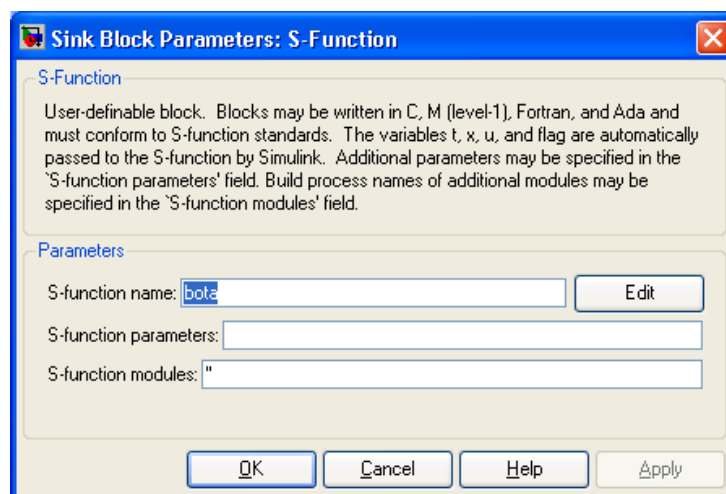 Sink Block Parameters: S-Function
S-Function
User-definable block.  Blocks may be written in C, M (level-1), Fortran, and Ada and
must conform to S-function standards.  The variables t, x, u, and flag are automatically
passed to the S-function by Simulink.  Additional parameters may be specified in the
`S-function parameters' field. Build process names of additional modules may be
specified in the `S-function modules' field.
Parameters
S-function name: bota Edit
S-function parameters:
S-function modules: ''
OK Cancel Help Apply